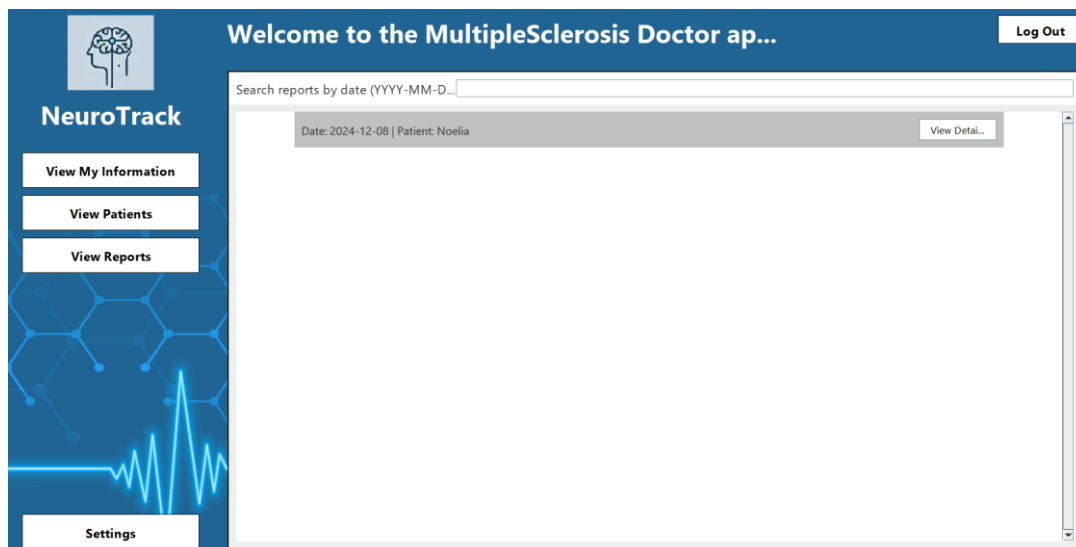 NeuroTrack
View My Information
View Patients
View Reports
Settings
Welcome to the MultipleSclerosis Doctor ap...
Log Out
Search reports by date (YYYY-MM-D...
Date: 2024-12-08 | Patient: Noelia
View Detai...